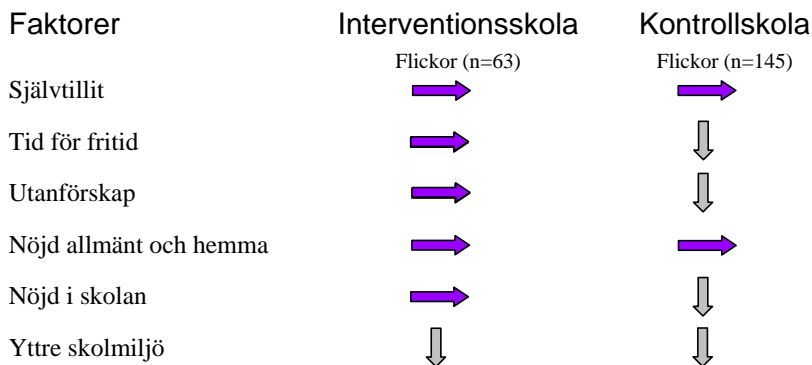 Faktorer Interventionsskola Kontrollskola
Flickor (n=63) Flickor (n=145)
Självtillit
Tid för fritid
Utanförskap
Nöjd allmänt och hemma
Nöjd i skolan
Yttre skolmiljö